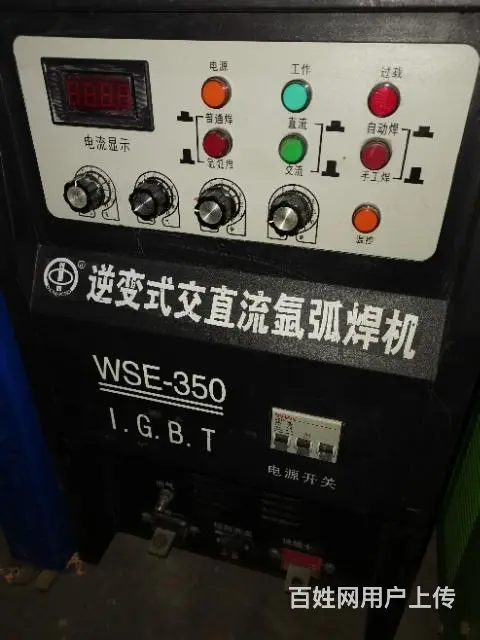 电源 工作 过载
电流显示
普通焊 直流 自动焊
氩弧焊 交流 手工焊
逆变式交直流氩弧焊机
WSE-350
I.G.B.T
电源开关
百姓网用户上传